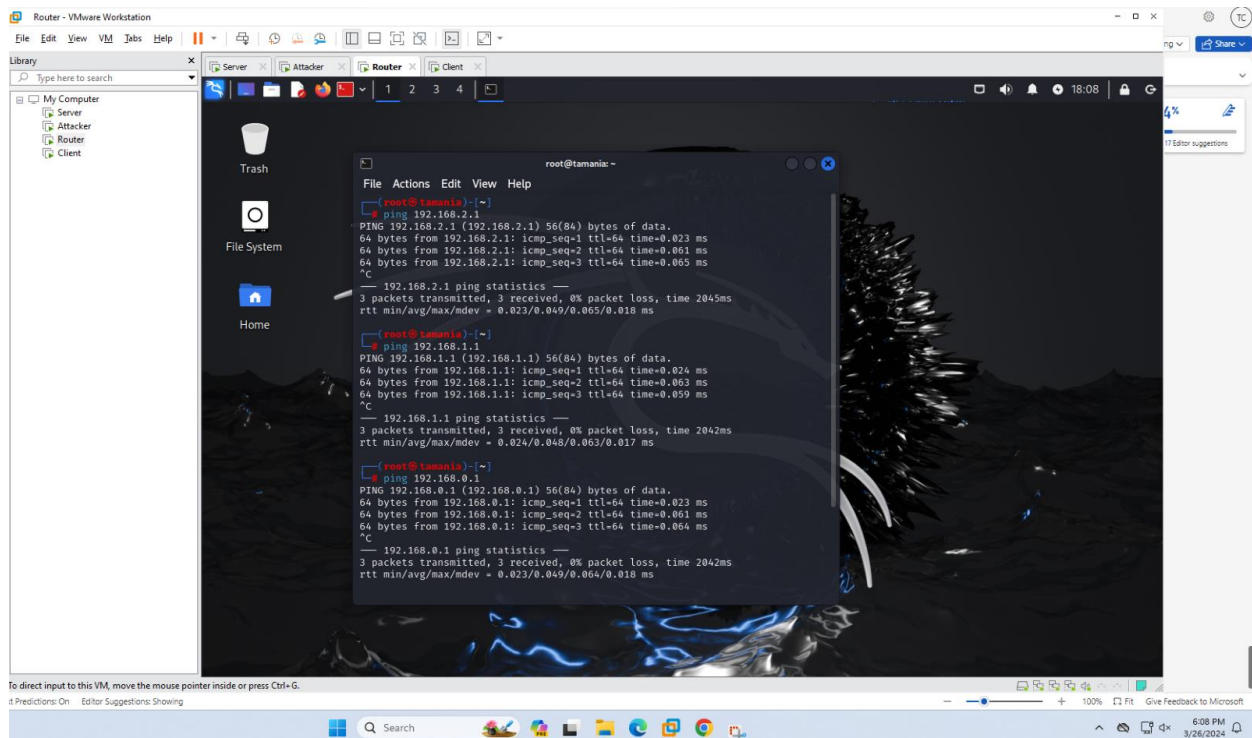 Router - VMware Workstation
TC
File Edit View VM Tabs Help
Share
Library
Server Attacker Router Client
Type here to search
1 2 3 4
18:08
My Computer
Server
Attacker
Router
Client
4%
17 Editor suggestions
Trash
File System
Home
root@tamania: ~
File Actions Edit View Help
┌──(root㉿tamania)-[~]
└─# ping 192.168.2.1
PING 192.168.2.1 (192.168.2.1) 56(84) bytes of data.
64 bytes from 192.168.2.1: icmp_seq=1 ttl=64 time=0.023 ms
64 bytes from 192.168.2.1: icmp_seq=2 ttl=64 time=0.061 ms
64 bytes from 192.168.2.1: icmp_seq=3 ttl=64 time=0.065 ms
^C
— 192.168.2.1 ping statistics —
3 packets transmitted, 3 received, 0% packet loss, time 2045ms
rtt min/avg/max/mdev = 0.023/0.049/0.065/0.018 ms
┌──(root㉿tamania)-[~]
└─# ping 192.168.1.1
PING 192.168.1.1 (192.168.1.1) 56(84) bytes of data.
64 bytes from 192.168.1.1: icmp_seq=1 ttl=64 time=0.024 ms
64 bytes from 192.168.1.1: icmp_seq=2 ttl=64 time=0.063 ms
64 bytes from 192.168.1.1: icmp_seq=3 ttl=64 time=0.059 ms
^C
— 192.168.1.1 ping statistics —
3 packets transmitted, 3 received, 0% packet loss, time 2042ms
rtt min/avg/max/mdev = 0.024/0.048/0.063/0.017 ms
┌──(root㉿tamania)-[~]
└─# ping 192.168.0.1
PING 192.168.0.1 (192.168.0.1) 56(84) bytes of data.
64 bytes from 192.168.0.1: icmp_seq=1 ttl=64 time=0.023 ms
64 bytes from 192.168.0.1: icmp_seq=2 ttl=64 time=0.061 ms
64 bytes from 192.168.0.1: icmp_seq=3 ttl=64 time=0.064 ms
^C
— 192.168.0.1 ping statistics —
3 packets transmitted, 3 received, 0% packet loss, time 2042ms
rtt min/avg/max/mdev = 0.023/0.049/0.064/0.018 ms
To direct input to this VM, move the mouse pointer inside or press Ctrl+G.
t Predictions: On Editor Suggestions: Showing
100% Fit Give Feedback to Microsoft
Search
6:08 PM
3/26/2024